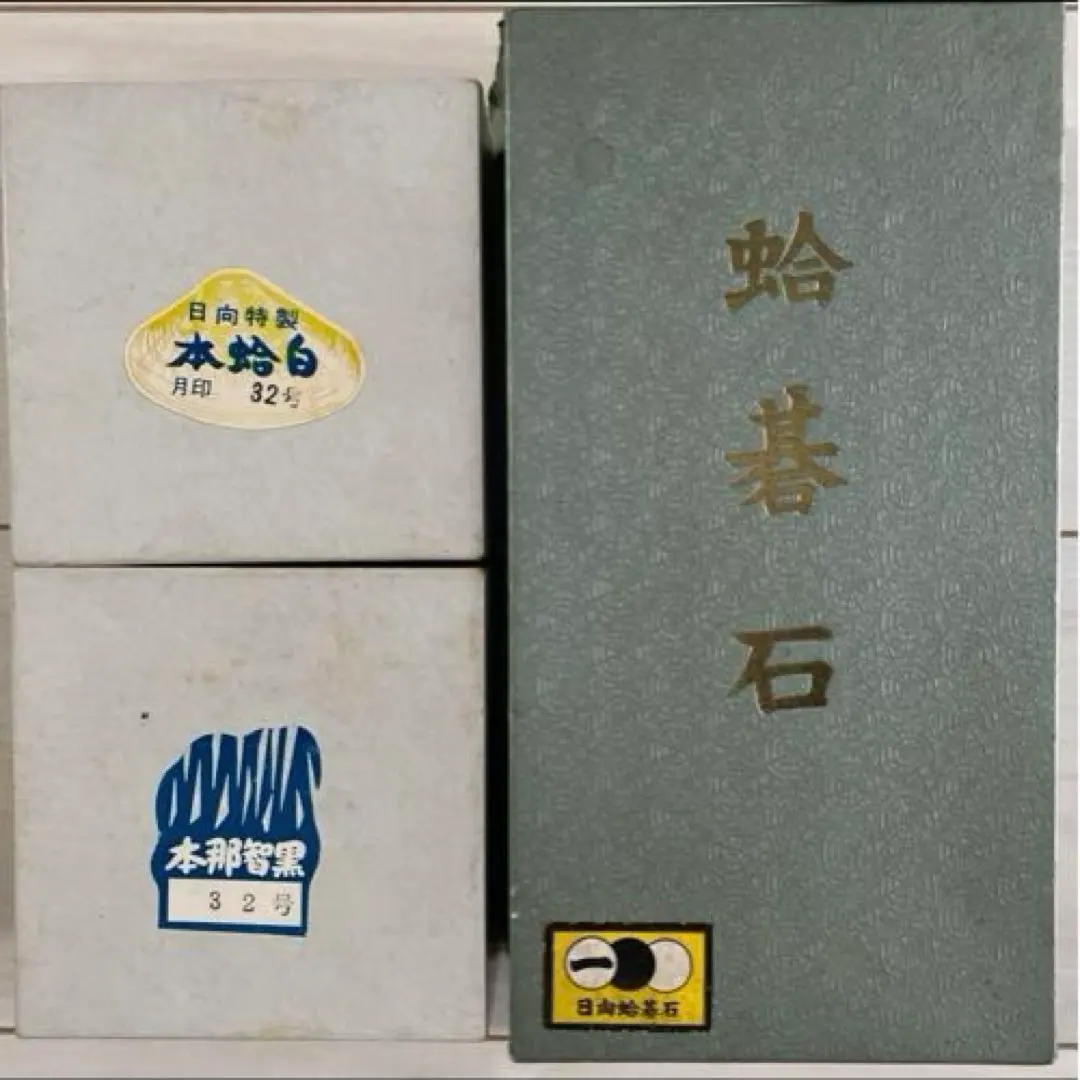 日向特製
本蛤白
月印 32号
本那智黒
32号
蛤碁石
一
日向蛤碁石